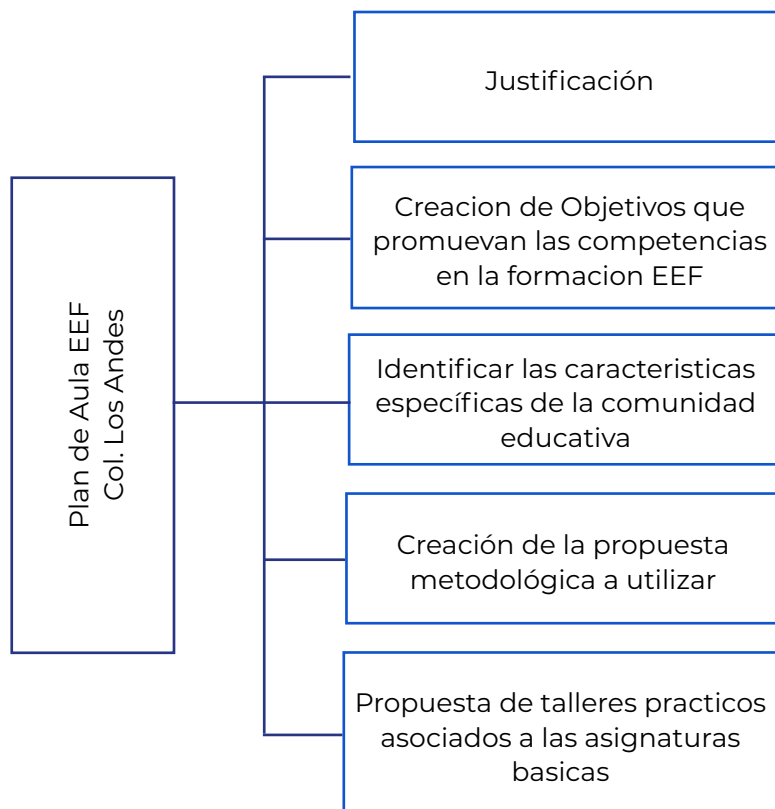 Plan de Aula EEF
Col. Los Andes
Justificación
Creacion de Objetivos que
promuevan las competencias
en la formacion EEF
Identificar las caracteristicas
específicas de la comunidad
educativa
Creación de la propuesta
metodológica a utilizar
Propuesta de talleres practicos
asociados a las asignaturas
basicas